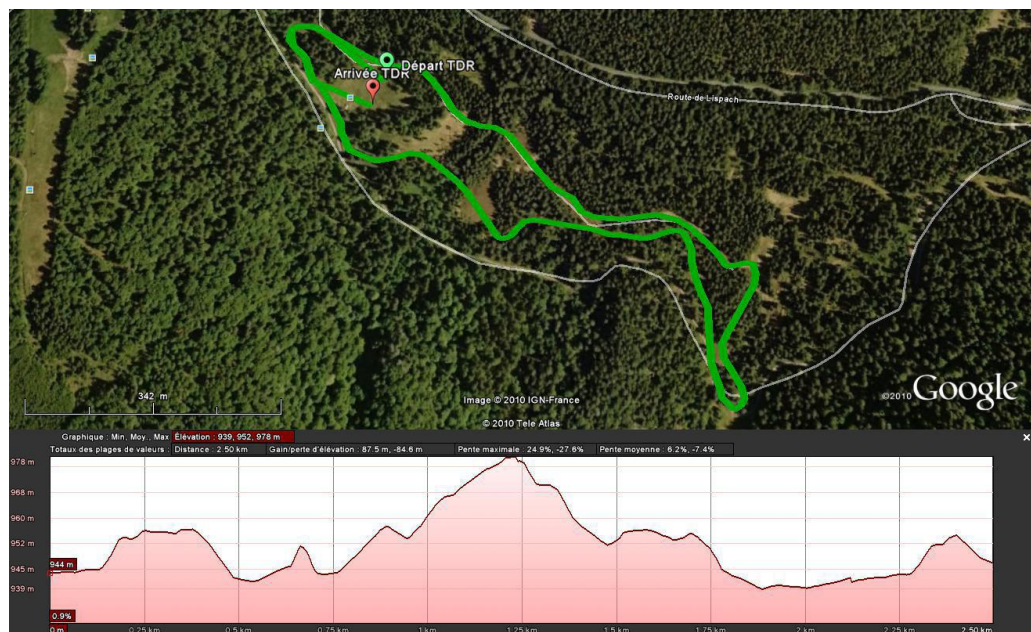 Départ TDR
Arrivée TDR
Route de Lispach
342 m
Image © 2010 IGN-France
© 2010 Tele Atlas
©2010 Google
Graphique : Min. Moy., Max Élévation : 939, 952, 978 m
Totaux des plages de valeurs : Distance : 2.50 km Gain/perte d'élévation : 87.5 m, -84.6 m Pente maximale : 24.9%, -27.6% Pente moyenne : 6.2%, -7.4%
978 m
968 m
960 m
952 m
944 m
945 m
939 m
0.9%
0 m 0.25 km 0.5 km 0.75 km 1 km 1.25 km 1.5 km 1.75 km 2 km 2.25 km 2.50 km